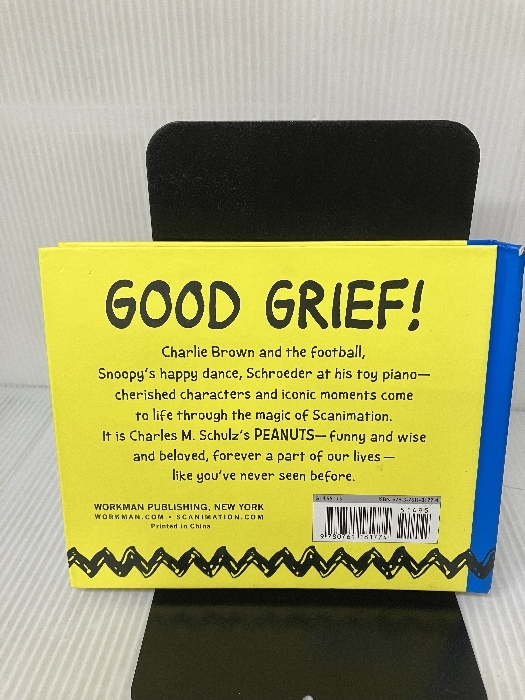 GOOD GRIEF!
Charlie Brown and the football,
Snoopy's happy dance, Schroeder at his toy piano—
cherished characters and iconic moments come
to life through the magic of Scanimation.
It is Charles M. Schulz's PEANUTS—funny and wise
and beloved, forever a part of our lives—
like you've never seen before.
WORKMAN PUBLISHING, NEW YORK
WORKMAN.COM • SCANIMATION.COM
Printed in China
ISBN
51495